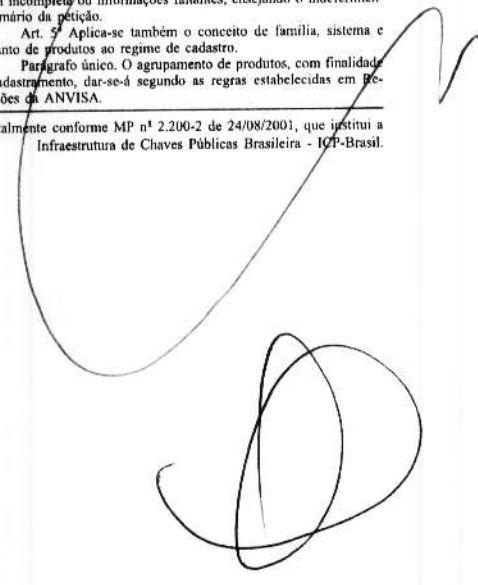 incompleta ou informações faltantes, ensejando o indeferimen-
mário da petição.
Art. 5º Aplica-se também o conceito de família, sistema e
nto de produtos ao regime de cadastro.
Parágrafo único. O agrupamento de produtos, com finalidade
adastramento, dar-se-á segundo as regras estabelecidas em Re-
ões da ANVISA.
almente conforme MP nº 2.200-2 de 24/08/2001, que institui a
Infraestrutura de Chaves Públicas Brasileira - ICP-Brasil.